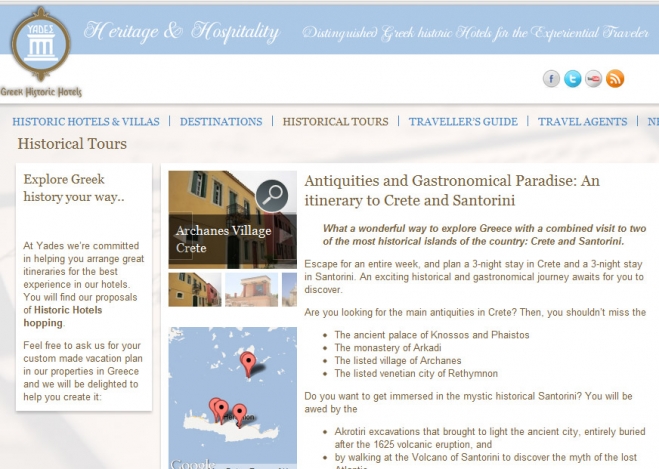 YADES
Greek Historic Hotels
Heritage & Hospitality
Distinguished Greek historic Hotels for the Experiential Traveler
HISTORIC HOTELS & VILLAS | DESTINATIONS | HISTORICAL TOURS | TRAVELLER'S GUIDE | TRAVEL AGENTS | NE
Historical Tours
Explore Greek
history your way..
At Yades we're committed
in helping you arrange great
itineraries for the best
experience in our hotels.
You will find our proposals
of Historic Hotels
hopping.
Feel free to ask us for your
custom made vacation plan
in our properties in Greece
and we will be delighted to
help you create it:
Archanes Village
Crete
Google
Antiquities and Gastronomical Paradise: An
itinerary to Crete and Santorini
What a wonderful way to explore Greece with a combined visit to two
of the most historical islands of the country: Crete and Santorini.
Escape for an entire week, and plan a 3-night stay in Crete and a 3-night stay
in Santorini. An exciting historical and gastronomical journey awaits for you to
discover.
Are you looking for the main antiquities in Crete? Then, you shouldn't miss the
• The ancient palace of Knossos and Phaistos
• The monastery of Arkadi
• The listed village of Archanes
• The listed venetian city of Rethymnon
Do you want to get immersed in the mystic historical Santorini? You will be
awed by the
• Akrotiri excavations that brought to light the ancient city, entirely buried
after the 1625 volcanic eruption, and
• by walking at the Volcano of Santorini to discover the myth of the lost
Atlantis